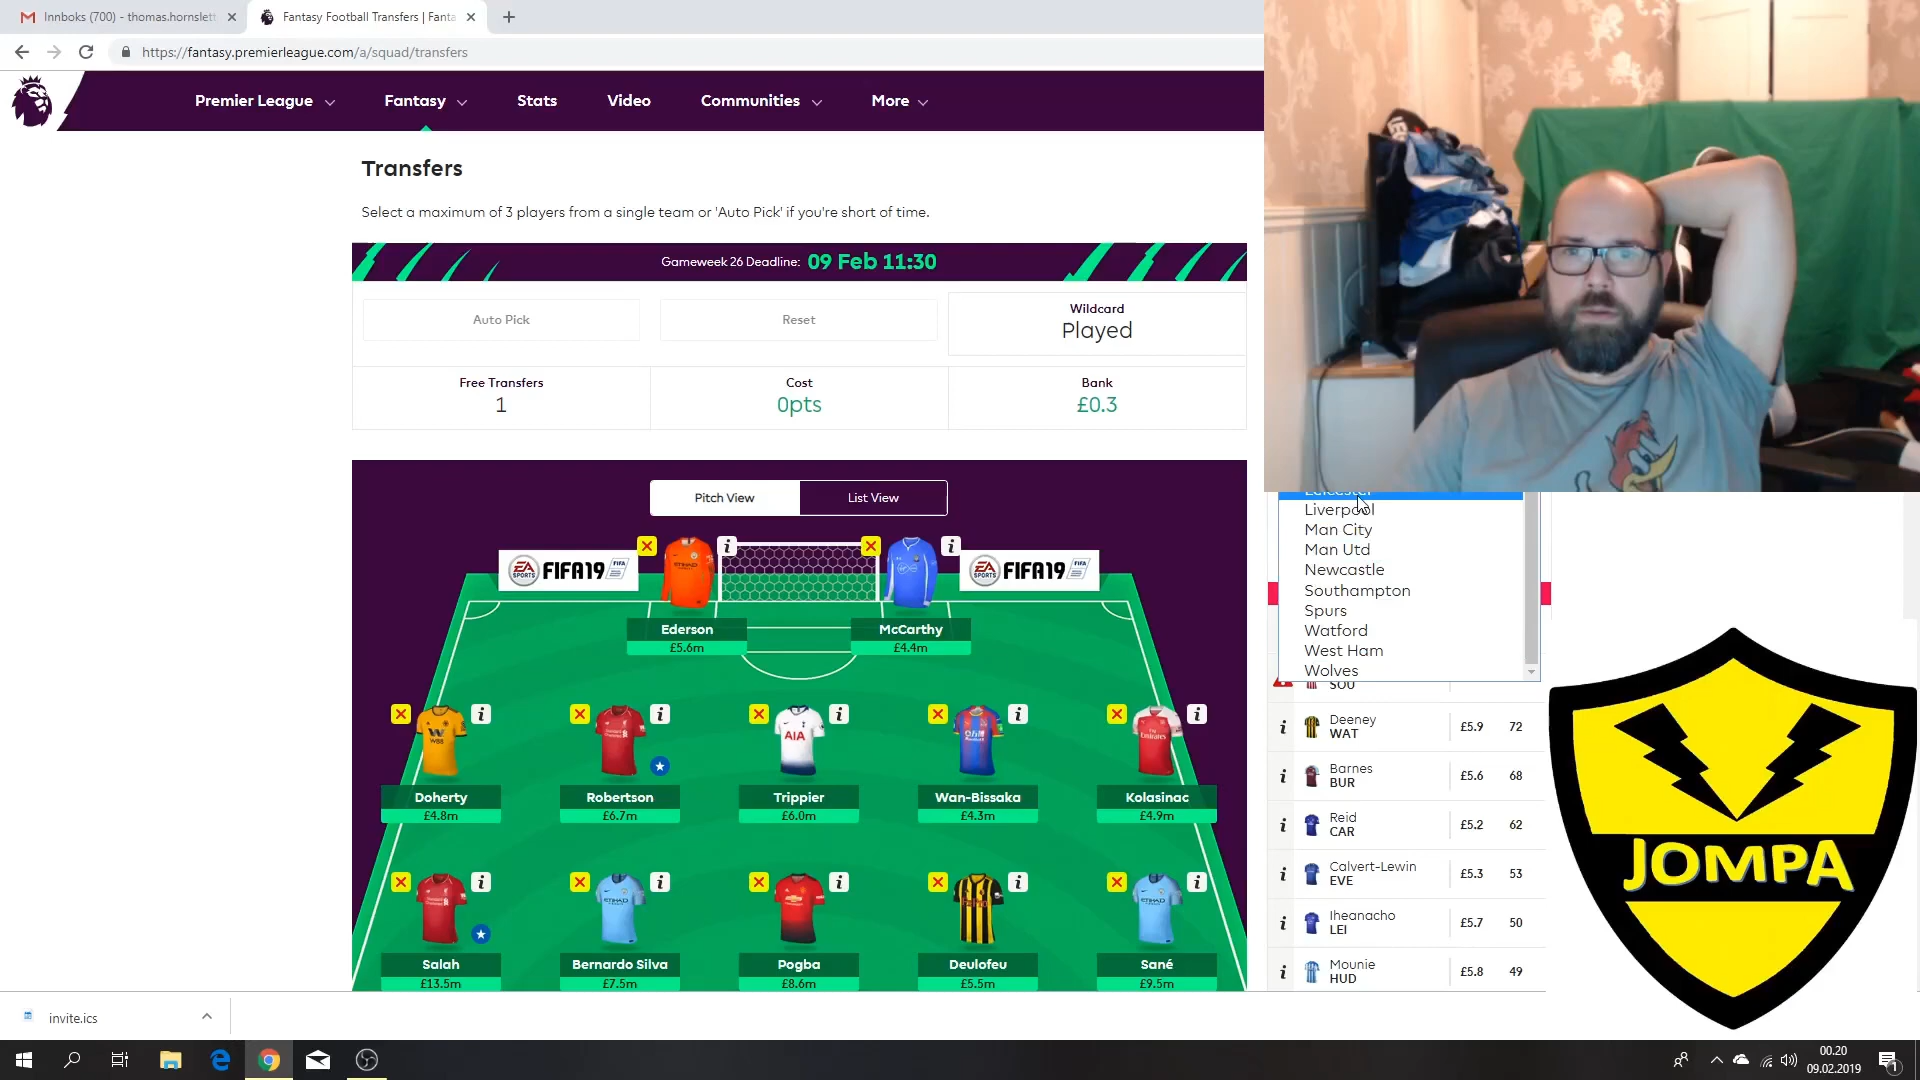 Innboks (700) - thomas.hornslett
Fantasy Football Transfers | Fanta
https://fantasy.premierleague.com/a/squad/transfers
Premier League Fantasy Stats Video Communities More
Transfers
Select a maximum of 3 players from a single team or 'Auto Pick' if you're short of time.
Gameweek 26 Deadline: 09 Feb 11:30
Auto Pick
Reset
Wildcard
Played
Free Transfers
1
Cost
0pts
Bank
£0.3
Pitch View
List View
EA SPORTS FIFA19
EA SPORTS FIFA19
Ederson
£5.6m
McCarthy
£4.4m
AIA
Doherty
£4.8m
Robertson
£6.7m
Trippier
£6.0m
Wan-Bissaka
£4.3m
Kolasinac
£4.9m
Salah
£13.5m
Bernardo Silva
£7.5m
Pogba
£8.6m
Deulofeu
£5.5m
Sané
£9.5m
Leicester
Liverpool
Man City
Man Utd
Newcastle
Southampton
Spurs
Watford
West Ham
Wolves
SOU
Deeney
WAT
£5.9 72
Barnes
BUR
£5.6 68
Reid
CAR
£5.2 62
Calvert-Lewin
EVE
£5.3 53
Iheanacho
LEI
£5.7 50
Mounie
HUD
£5.8 49
JOMPA
invite.ics
00.20
09.02.2019